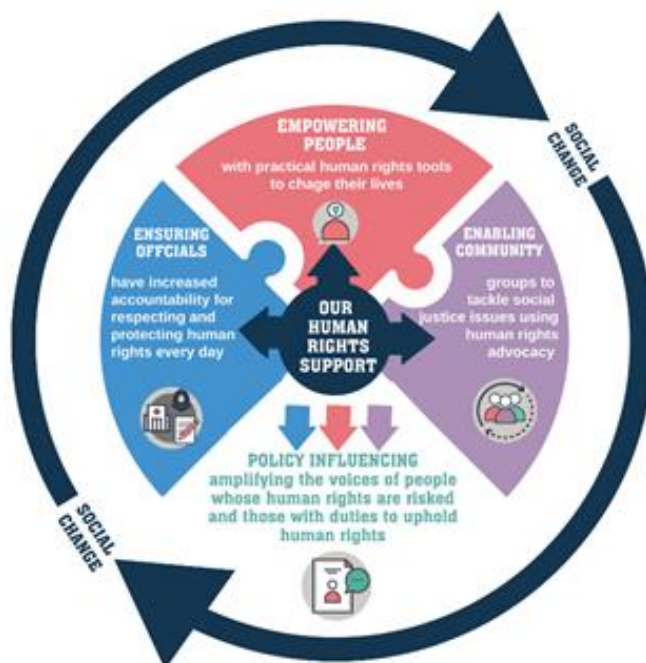 EMPOWERING
PEOPLE
with practical human rights tools
to chage their lives
ENSURING
OFFCIALS
have increased
accountability for
respecting and
protecting human
rights every day
ENABLING
COMMUNITY
groups to
tackle social
justice issues using
human rights
advocacy
OUR
HUMAN
RIGHTS
SUPPORT
POLICY INFLUENCING
amplifying the voices of people
whose human rights are risked
and those with duties to uphold
human rights
SOCIAL
CHANGE
SOCIAL
CHANGE